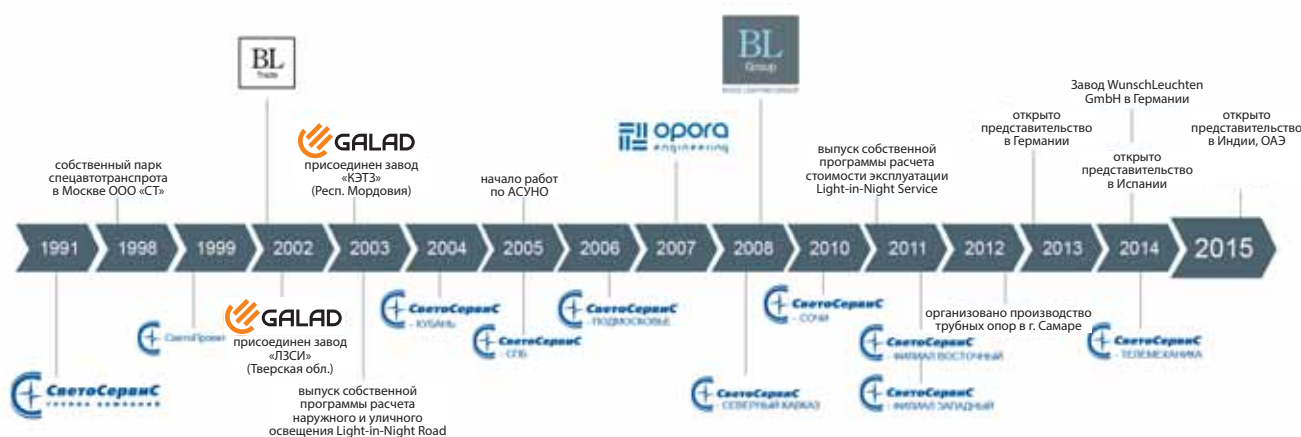 BL
Trade
BL
Group
GALAD
присоединен завод
«КЭТЗ»
(Респ. Мордовия)
собственный парк
спецавтотранспрота
в Москве ООО «СТ»
начало работ
по АСУНО
opora
engineering
выпуск собственной
программы расчета
стоимости эксплуатации
Light-in-Night Service
открыто
представительство
в Германии
Завод WunschLeuchten
GmbH в Германии
открыто
представительство
в Испании
открыто
представительство
в Индии, ОАЭ
1991
1998
1999
2002
2003
2004
2005
2006
2007
2008
2010
2011
2012
2013
2014
2015
СветоСервиС
группа компаний
СветоПроект
GALAD
присоединен завод
«ЛЗСИ»
(Тверская обл.)
выпуск собственной
программы расчета
наружного и уличного
освещения Light-in-Night Road
СветоСервиС
- КУБАНЬ
СветоСервиС
- СПБ
СветоСервиС
- ПОДМОСКОВЬЕ
СветоСервиС
- СЕВЕРНЫЙ КАВКАЗ
СветоСервиС
- СОЧИ
СветоСервиС
- ФИЛИАЛ ВОСТОЧНЫЙ
СветоСервиС
- ФИЛИАЛ ЗАПАДНЫЙ
организовано производство
трубных опор в г. Самаре
СветоСервиС
- ТЕЛЕМЕХАНИКА